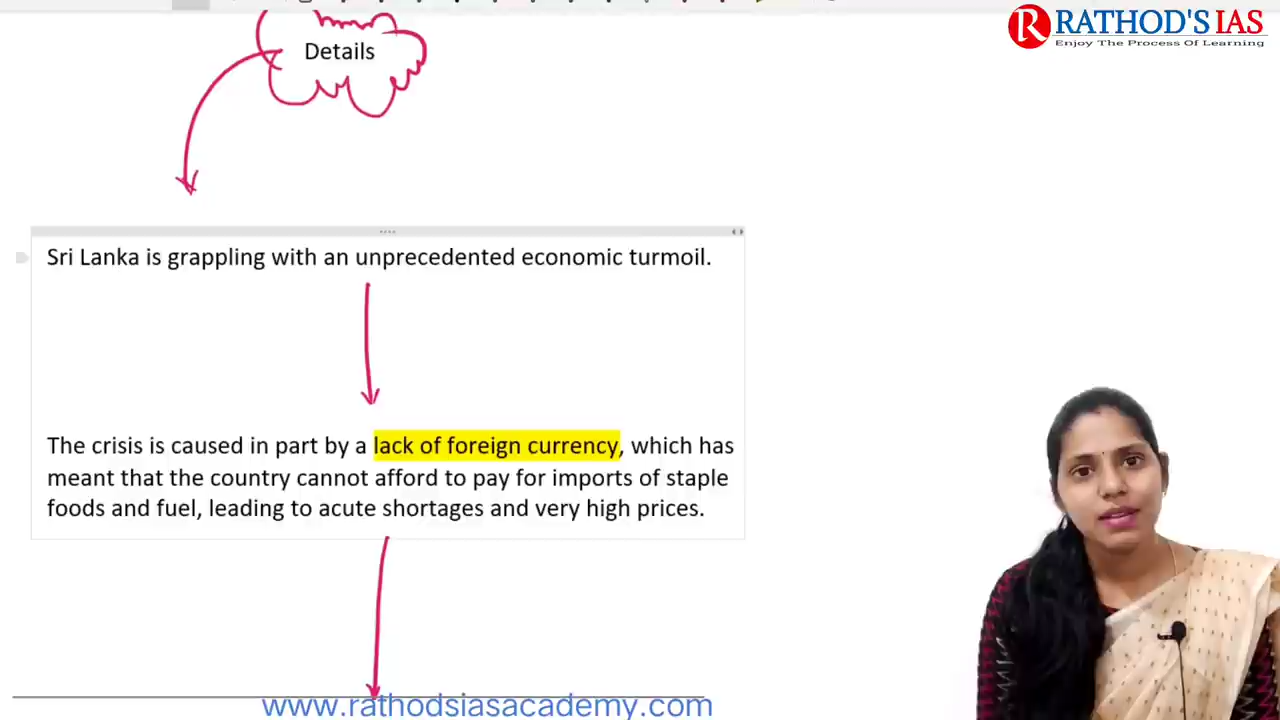 RATHOD'S IAS
Enjoy The Process Of Learning
Details
Sri Lanka is grappling with an unprecedented economic turmoil.
The crisis is caused in part by a lack of foreign currency, which has
meant that the country cannot afford to pay for imports of staple
foods and fuel, leading to acute shortages and very high prices.
www.rathodsiasacademy.com